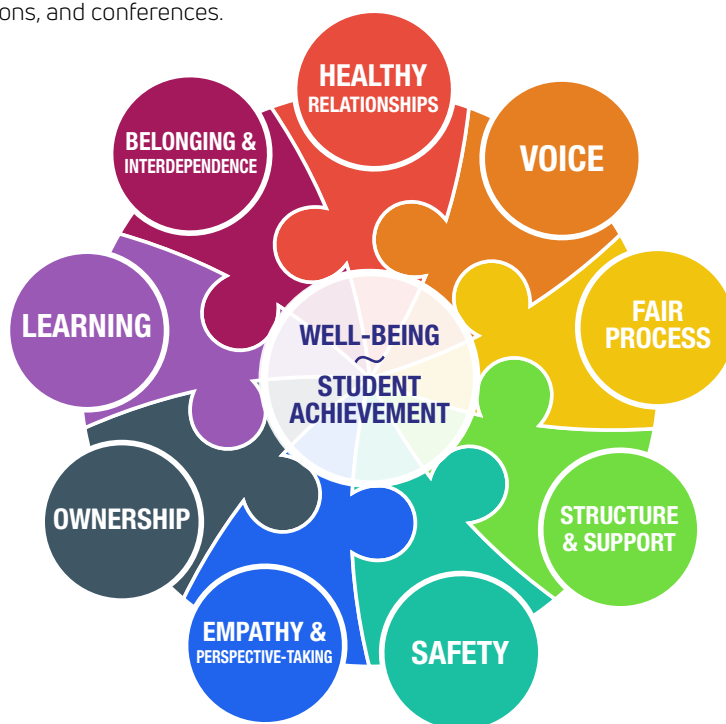 ons, and conferences.
HEALTHY
RELATIONSHIPS
VOICE
FAIR
PROCESS
STRUCTURE
& SUPPORT
SAFETY
EMPATHY &
PERSPECTIVE-TAKING
OWNERSHIP
LEARNING
BELONGING &
INTERDEPENDENCE
WELL-BEING
~
STUDENT
ACHIEVEMENT